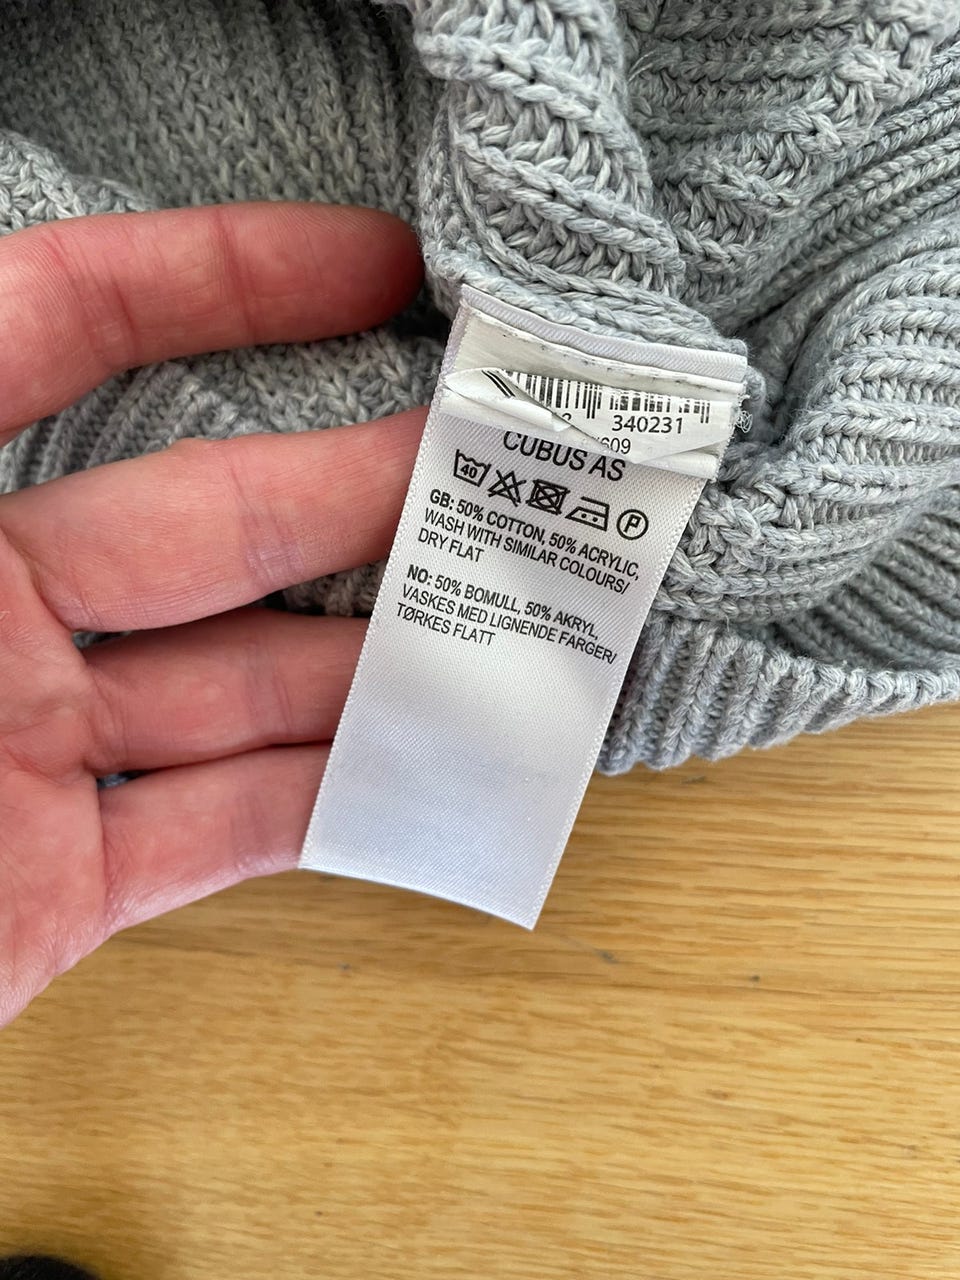 340231
CUBUS AS
40
P
GB: 50% COTTON, 50% ACRYLIC,
WASH WITH SIMILAR COLOURS/
DRY FLAT
NO: 50% BOMULL, 50% AKRYL,
VASKES MED LIGNENDE FARGER/
TØRKES FLATT